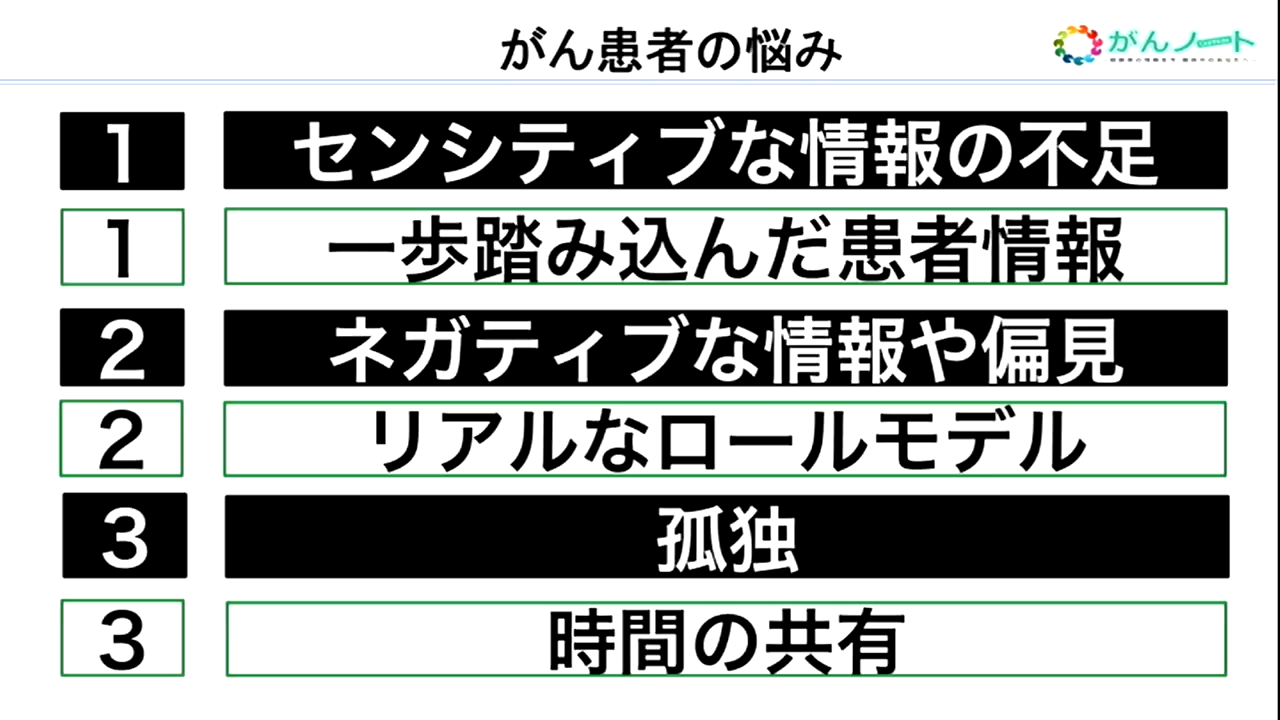 がん患者の悩み
がんノート
1
センシティブな情報の不足
1
一歩踏み込んだ患者情報
2
ネガティブな情報や偏見
2
リアルなロールモデル
3
孤独
3
時間の共有